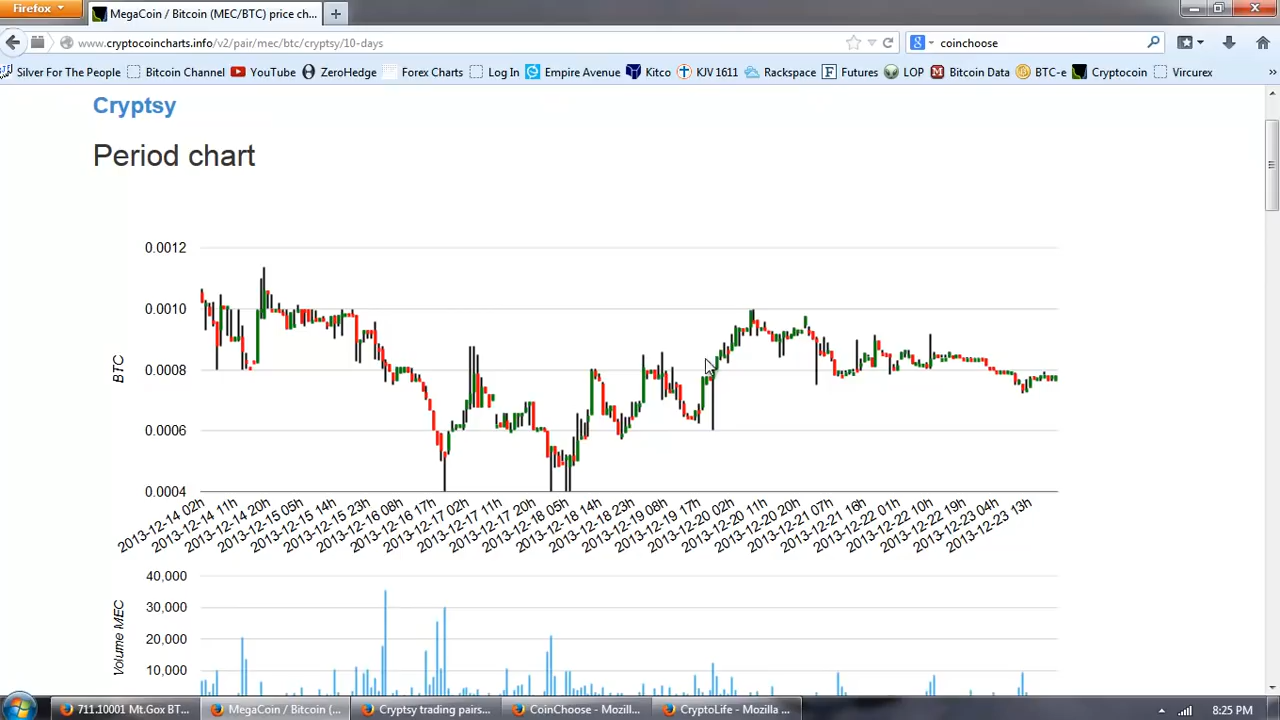 Firefox
MegaCoin / Bitcoin (MEC/BTC) price ch...
www.cryptocoincharts.info/v2/pair/mec/btc/cryptsy/10-days
coinchoose
Silver For The People Bitcoin Channel YouTube ZeroHedge Forex Charts Log In Empire Avenue Kitco KJV 1611 Rackspace Futures LOP Bitcoin Data BTC-e Cryptocoin Vircurex »
Cryptsy
Period chart
0.0012
0.0010
0.0008
0.0006
0.0004
BTC
2013-12-14 02h
2013-12-14 11h
2013-12-14 20h
2013-12-15 05h
2013-12-15 14h
2013-12-15 23h
2013-12-16 08h
2013-12-16 17h
2013-12-17 02h
2013-12-17 11h
2013-12-17 20h
2013-12-18 05h
2013-12-18 14h
2013-12-18 23h
2013-12-19 08h
2013-12-19 17h
2013-12-20 02h
2013-12-20 11h
2013-12-20 20h
2013-12-21 07h
2013-12-21 16h
2013-12-22 01h
2013-12-22 10h
2013-12-22 19h
2013-12-23 04h
2013-12-23 13h
40,000
30,000
20,000
10,000
Volume MEC
711.10001 Mt.Gox BT...
MegaCoin / Bitcoin (...
Cryptsy trading pairs...
CoinChoose - Mozill...
CryptoLife - Mozilla ...
8:25 PM